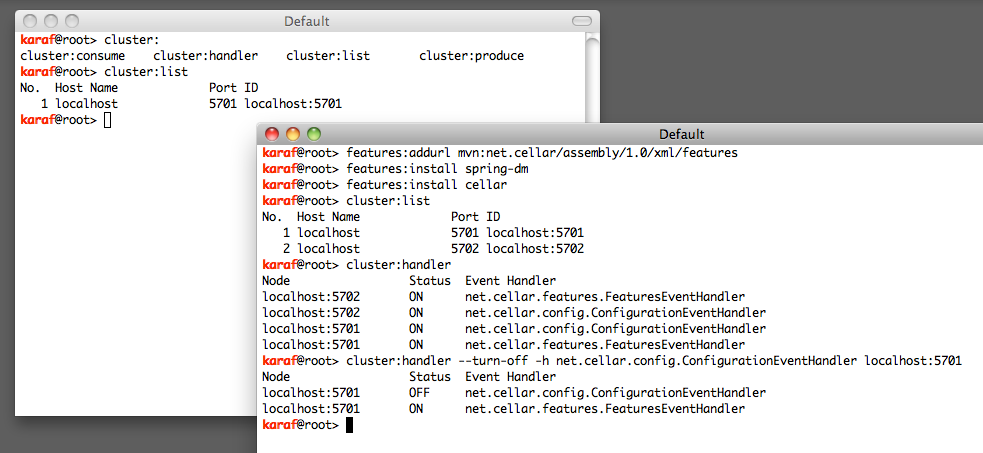 Default
karaf@root> cluster:
cluster:consume    cluster:handler    cluster:list       cluster:produce
karaf@root> cluster:list
No.  Host Name             Port ID
   1 localhost             5701 localhost:5701
karaf@root>
Default
karaf@root> features:addurl mvn:net.cellar/assembly/1.0/xml/features
karaf@root> features:install spring-dm
karaf@root> features:install cellar
karaf@root> cluster:list
No.  Host Name             Port ID
   1 localhost             5701 localhost:5701
   2 localhost             5702 localhost:5702
karaf@root> cluster:handler
Node                 Status  Event Handler
localhost:5702       ON      net.cellar.features.FeaturesEventHandler
localhost:5702       ON      net.cellar.config.ConfigurationEventHandler
localhost:5701       ON      net.cellar.config.ConfigurationEventHandler
localhost:5701       ON      net.cellar.features.FeaturesEventHandler
karaf@root> cluster:handler --turn-off -h net.cellar.config.ConfigurationEventHandler localhost:5701
Node                 Status  Event Handler
localhost:5701       OFF     net.cellar.config.ConfigurationEventHandler
localhost:5701       ON      net.cellar.features.FeaturesEventHandler
karaf@root>